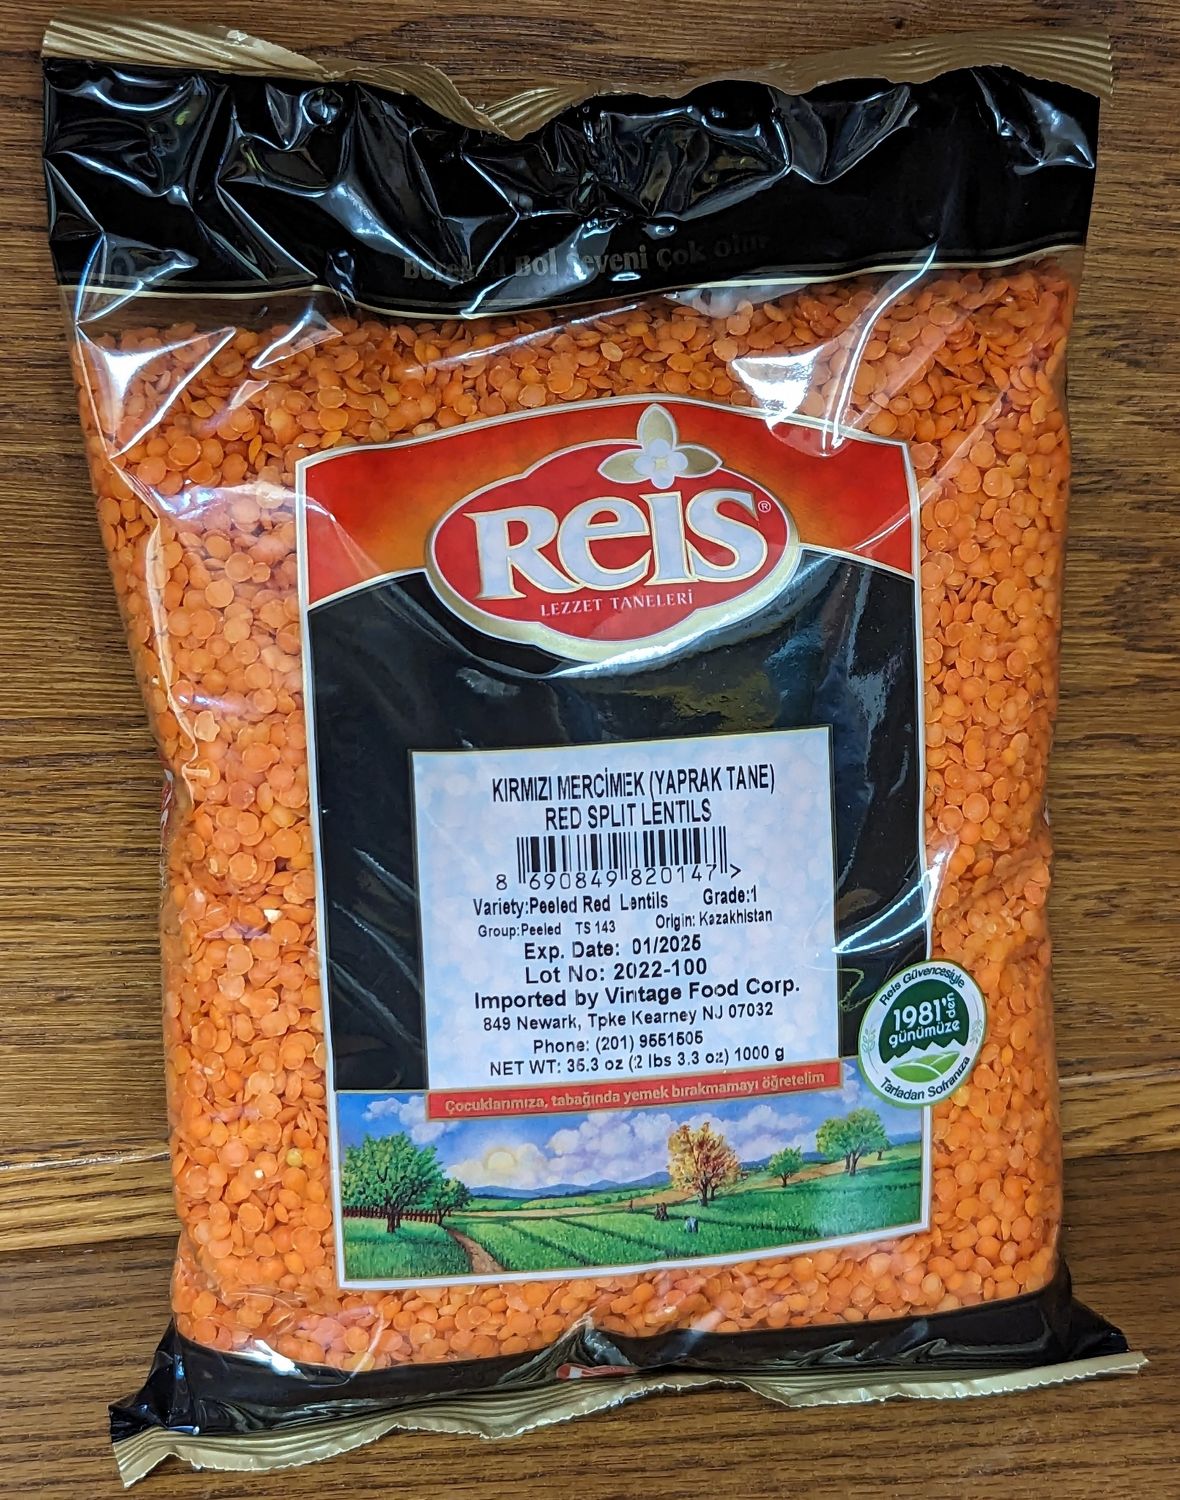 Bol Seveni Çok
Reis®
LEZZET TANELERİ
KIRMIZI MERCİMEK (YAPRAK TANE)
RED SPLIT LENTILS
8 690849 820147 >
Variety:Peeled Red Lentils Grade:1
Group:Peeled TS 143 Origin: Kazakhistan
Exp. Date: 01/2025
Lot No: 2022-100
Imported by Vintage Food Corp.
849 Newark, Tpke Kearney NJ 07032
Phone: (201) 9551505
NET WT: 35.3 oz (2 lbs 3.3 oz) 1000 g
Reis Güvencesiyle
1981'den
günümüze
Tarladan Sofranıza
Çocuklarımıza, tabağında yemek bırakmamayı öğretelim